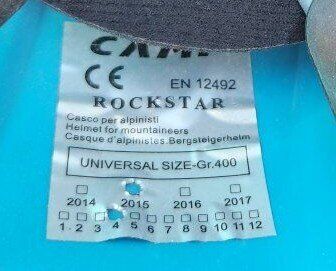 CAMP
CE EN 12492
ROCKSTAR
Casco per alpinisti
Helmet for mountaineers
Casque d'alpinistes.Bergsteigerhelm
UNIVERSAL SIZE-Gr.400
2014 2015 2016 2017
1 2 3 4 5 6 7 8 9 10 11 12